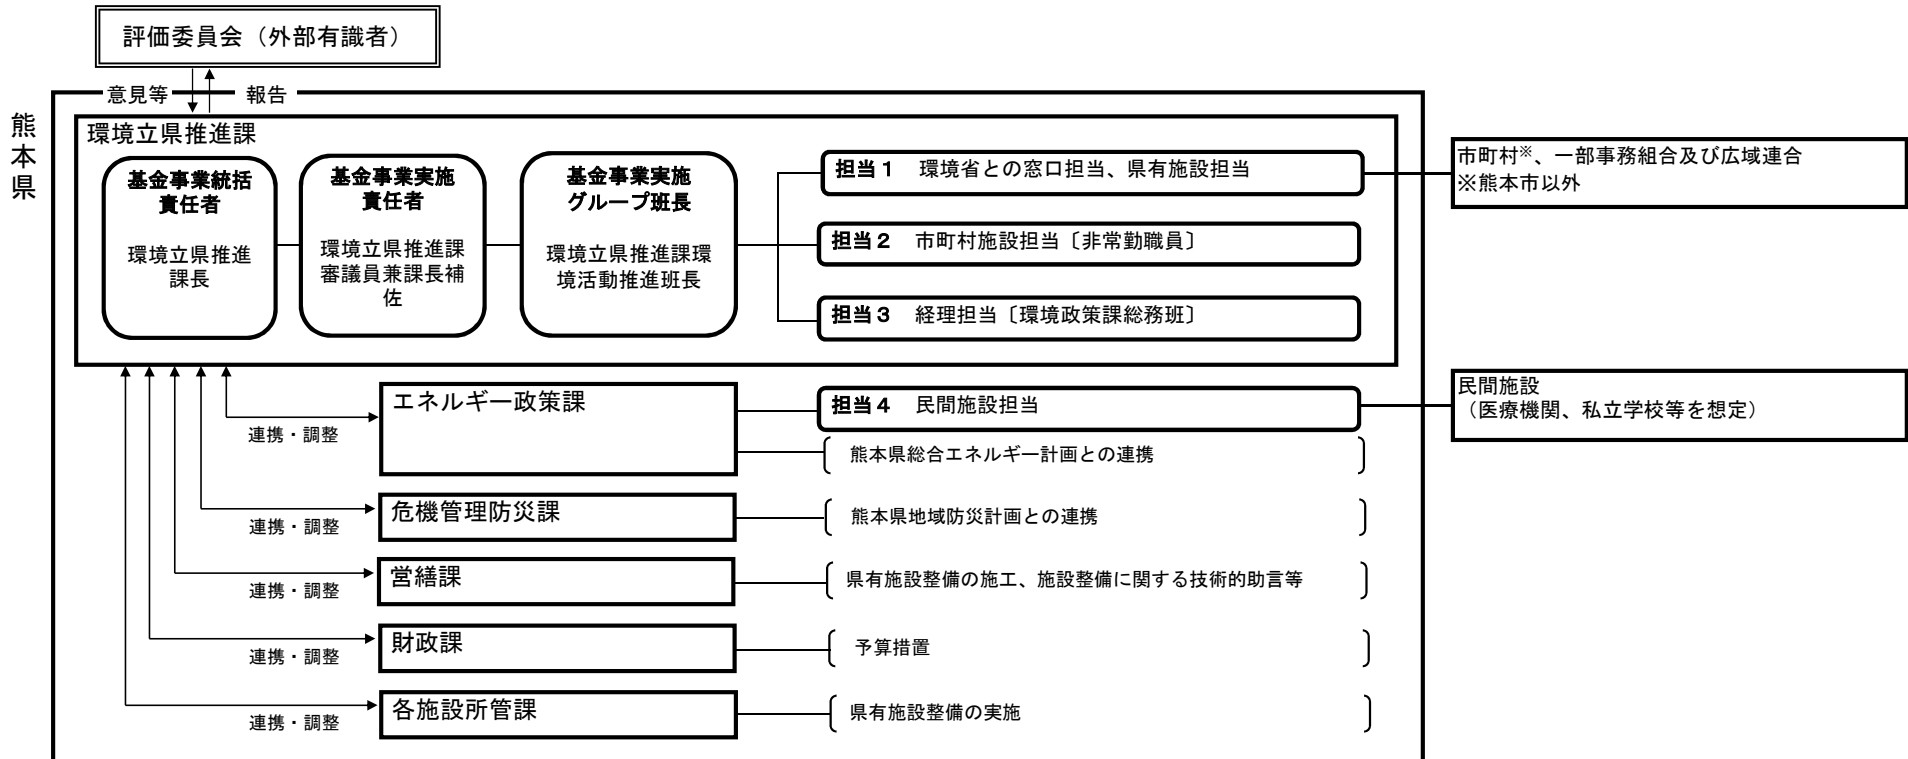 評価委員会（外部有識者）
意見等
報告
熊本県
環境立県推進課
基金事業統括
責任者
環境立県推進
課長
基金事業実施
責任者
環境立県推進課
審議員兼課長補
佐
基金事業実施
グループ班長
環境立県推進課環
境活動推進班長
担当１　環境省との窓口担当、県有施設担当
担当２　市町村施設担当〔非常勤職員〕
担当３　経理担当〔環境政策課総務班〕
市町村※、一部事務組合及び広域連合
※熊本市以外
連携・調整
エネルギー政策課
担当４　民間施設担当
民間施設
（医療機関、私立学校等を想定）
熊本県総合エネルギー計画との連携
連携・調整
危機管理防災課
熊本県地域防災計画との連携
連携・調整
営繕課
県有施設整備の施工、施設整備に関する技術的助言等
連携・調整
財政課
予算措置
連携・調整
各施設所管課
県有施設整備の実施